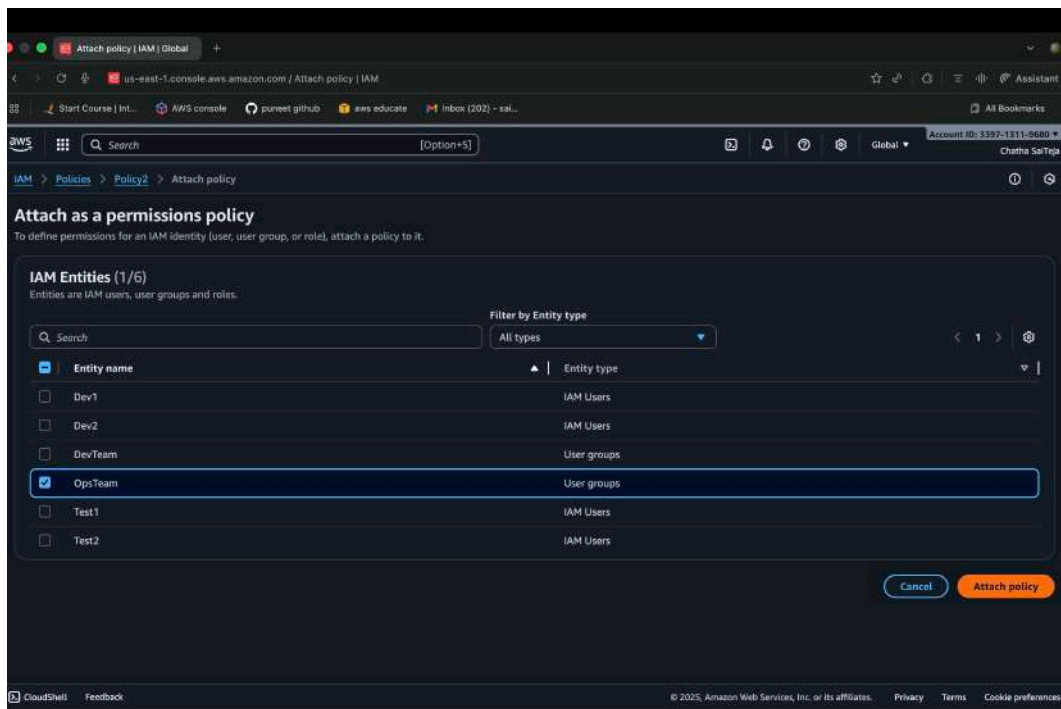 Attach policy | IAM | Global
us-east-1.console.aws.amazon.com / Attach policy | IAM
Assistant
Start Course | Int...
AWS console
puneet github
aws educate
Inbox (202) – sai...
All Bookmarks
aws
Search
[Option+S]
Global
Account ID: 3397-1311-9680
Chatha SaiTeja
IAM > Policies > Policy2 > Attach policy
Attach as a permissions policy
To define permissions for an IAM identity (user, user group, or role), attach a policy to it.
IAM Entities (1/6)
Entities are IAM users, user groups and roles.
Filter by Entity type
Search
All types
1
Entity name Entity type
Dev1 IAM Users
Dev2 IAM Users
DevTeam User groups
OpsTeam User groups
Test1 IAM Users
Test2 IAM Users
Cancel Attach policy
CloudShell Feedback © 2025, Amazon Web Services, Inc. or its affiliates. Privacy Terms Cookie preferences